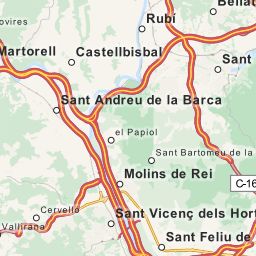 Bella
ovires
Rubí
Martorell
Castellbisbal
Sant
Sant Andreu de la Barca
el Papiol
Sant Bartomeu de la
Molins de Rei
C-16
Cervelló
Vallirana
Sant Vicenç dels Hort
Sant Feliu de